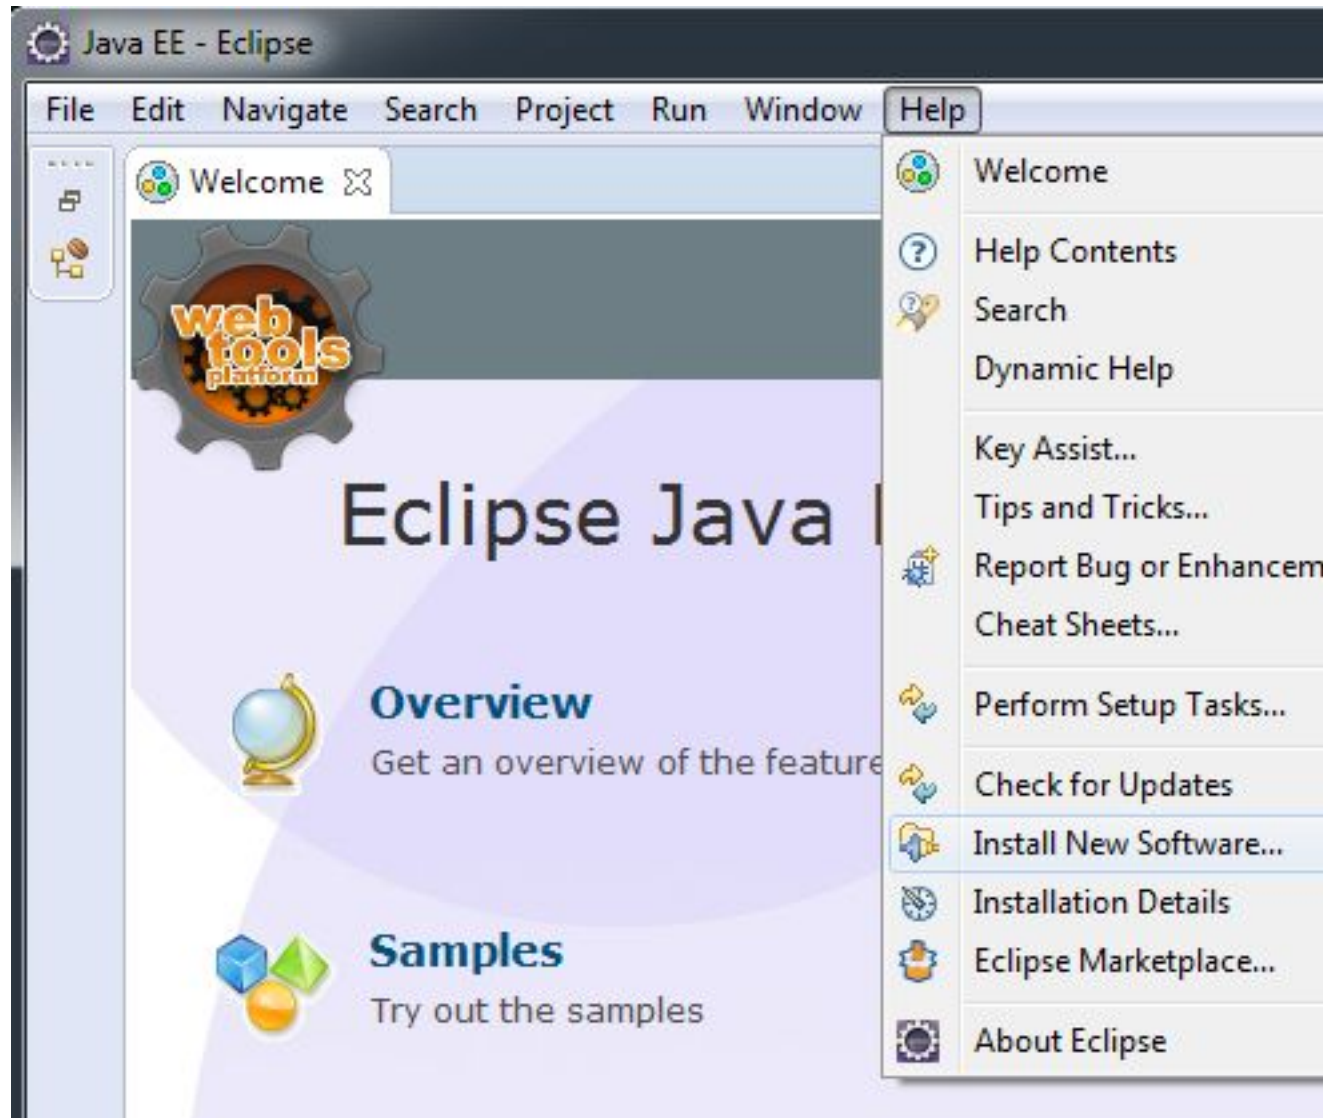 Java EE - Eclipse
File Edit Navigate Search Project Run Window Help
Welcome
web
tools
platform
Eclipse Java
Overview
Get an overview of the feature
Samples
Try out the samples
Welcome
Help Contents
Search
Dynamic Help
Key Assist...
Tips and Tricks...
Report Bug or Enhancem
Cheat Sheets...
Perform Setup Tasks...
Check for Updates
Install New Software...
Installation Details
Eclipse Marketplace...
About Eclipse